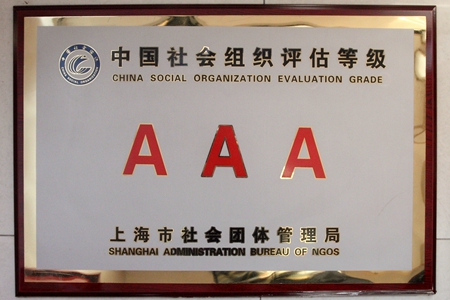 中国社会组织评估等级
CHINA SOCIAL ORGANIZATION EVALUATION GRADE
A A A
上海市社会团体管理局
SHANGHAI ADMINISTRATION BUREAU OF NGOS